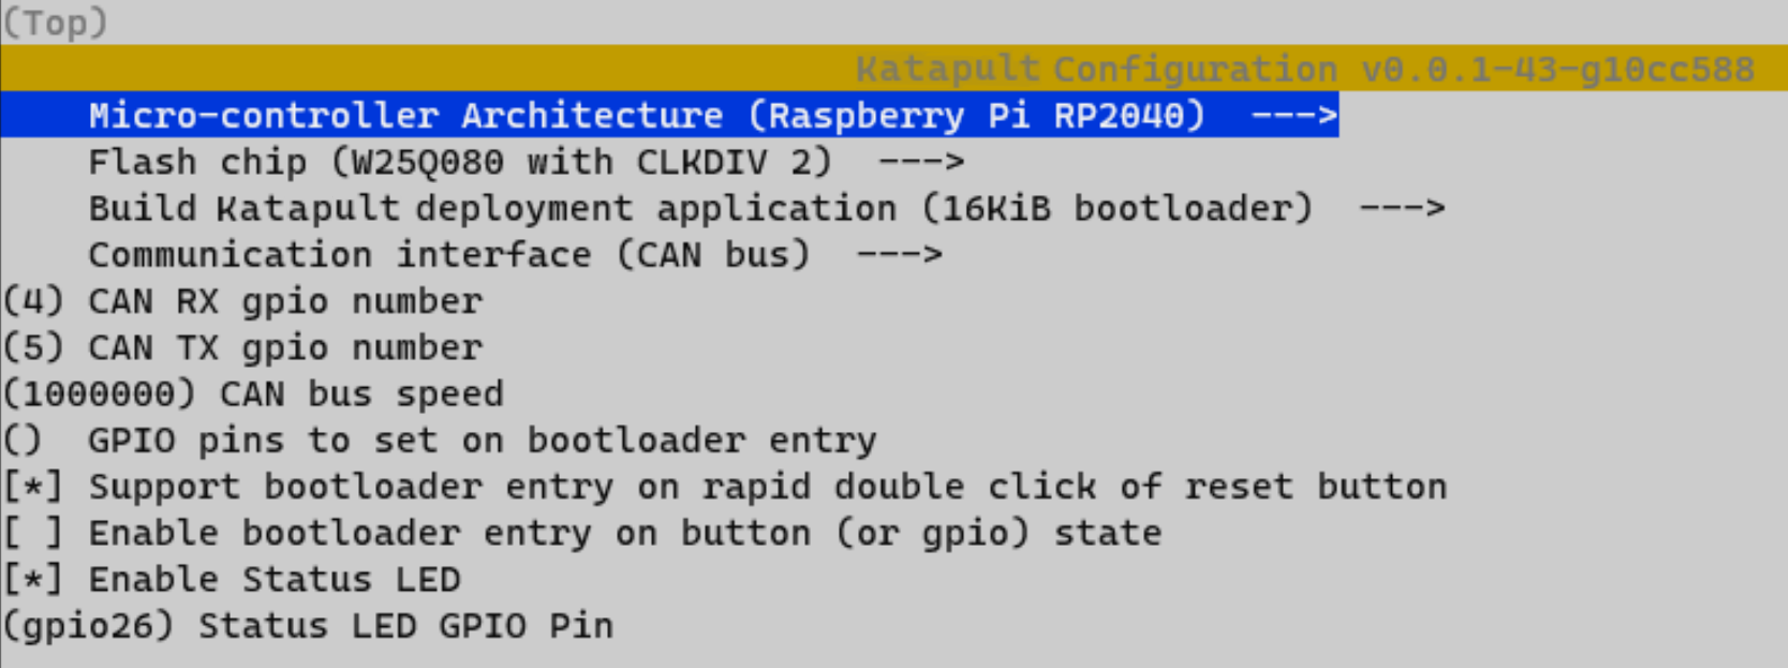 (Top)
Katapult Configuration v0.0.1-43-g10cc588
Micro-controller Architecture (Raspberry Pi RP2040)  --->
Flash chip (W25Q080 with CLKDIV 2)  --->
Build Katapult deployment application (16KiB bootloader)  --->
Communication interface (CAN bus)  --->
(4) CAN RX gpio number
(5) CAN TX gpio number
(1000000) CAN bus speed
()  GPIO pins to set on bootloader entry
[*] Support bootloader entry on rapid double click of reset button
[ ] Enable bootloader entry on button (or gpio) state
[*] Enable Status LED
(gpio26) Status LED GPIO Pin